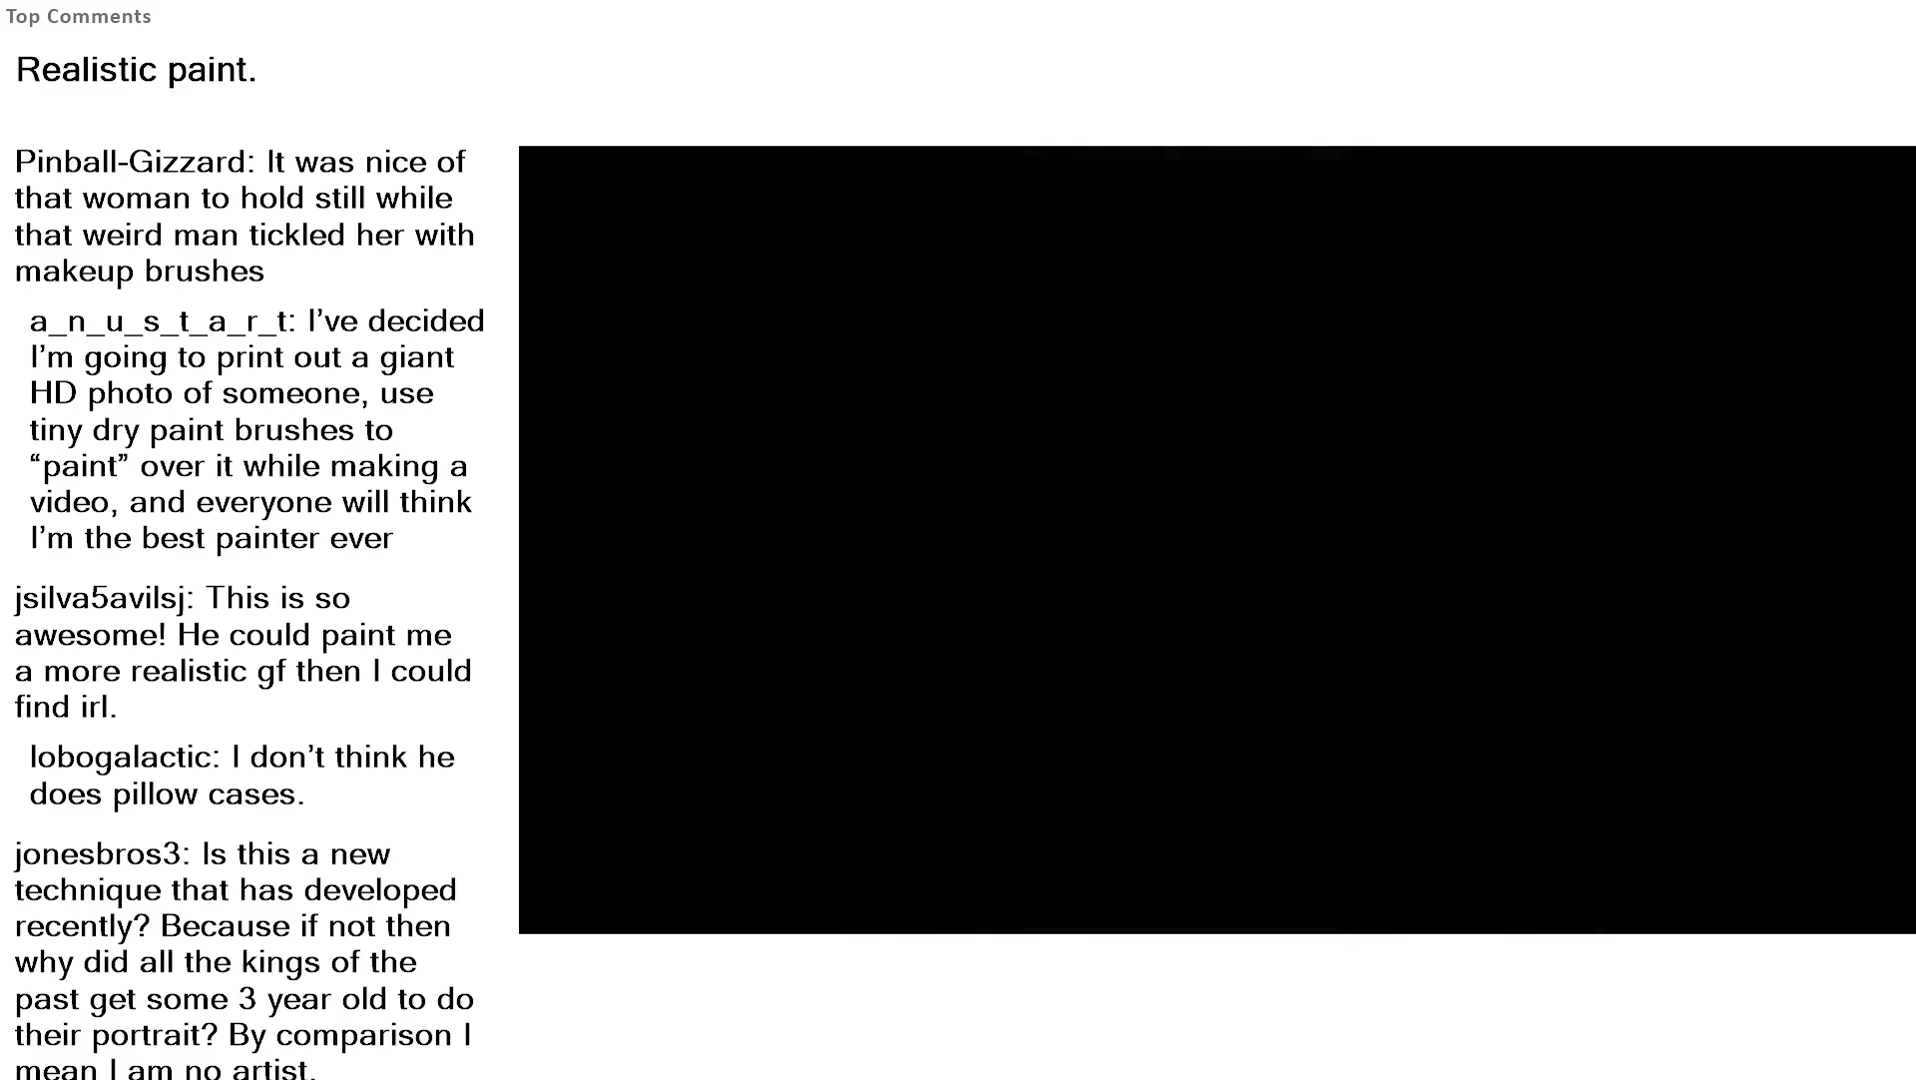 Top Comments
Realistic paint.
Pinball-Gizzard: It was nice of
that woman to hold still while
that weird man tickled her with
makeup brushes
a_n_u_s_t_a_r_t: I’ve decided
I’m going to print out a giant
HD photo of someone, use
tiny dry paint brushes to
“paint” over it while making a
video, and everyone will think
I’m the best painter ever
jsilva5avilsj: This is so
awesome! He could paint me
a more realistic gf then I could
find irl.
lobogalactic: I don’t think he
does pillow cases.
jonesbros3: Is this a new
technique that has developed
recently? Because if not then
why did all the kings of the
past get some 3 year old to do
their portrait? By comparison I
mean I am no artist.